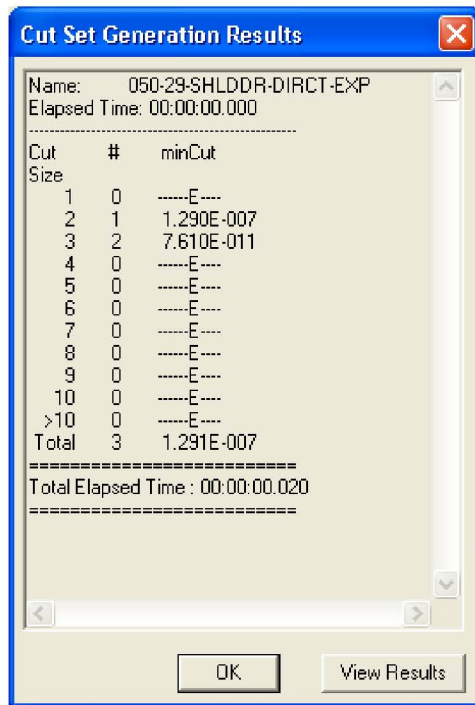 Cut Set Generation Results
Name: 050-29-SHLDDR-DIRCT-EXP
Elapsed Time: 00:00:00.000
--------------------------------------------------
Cut # minCut
Size
1 0 ------E----
2 1 1.290E-007
3 2 7.610E-011
4 0 ------E----
5 0 ------E----
6 0 ------E----
7 0 ------E----
8 0 ------E----
9 0 ------E----
10 0 ------E----
>10 0 ------E----
Total 3 1.291E-007
===========================
Total Elapsed Time : 00:00:00.020
===========================
OK View Results